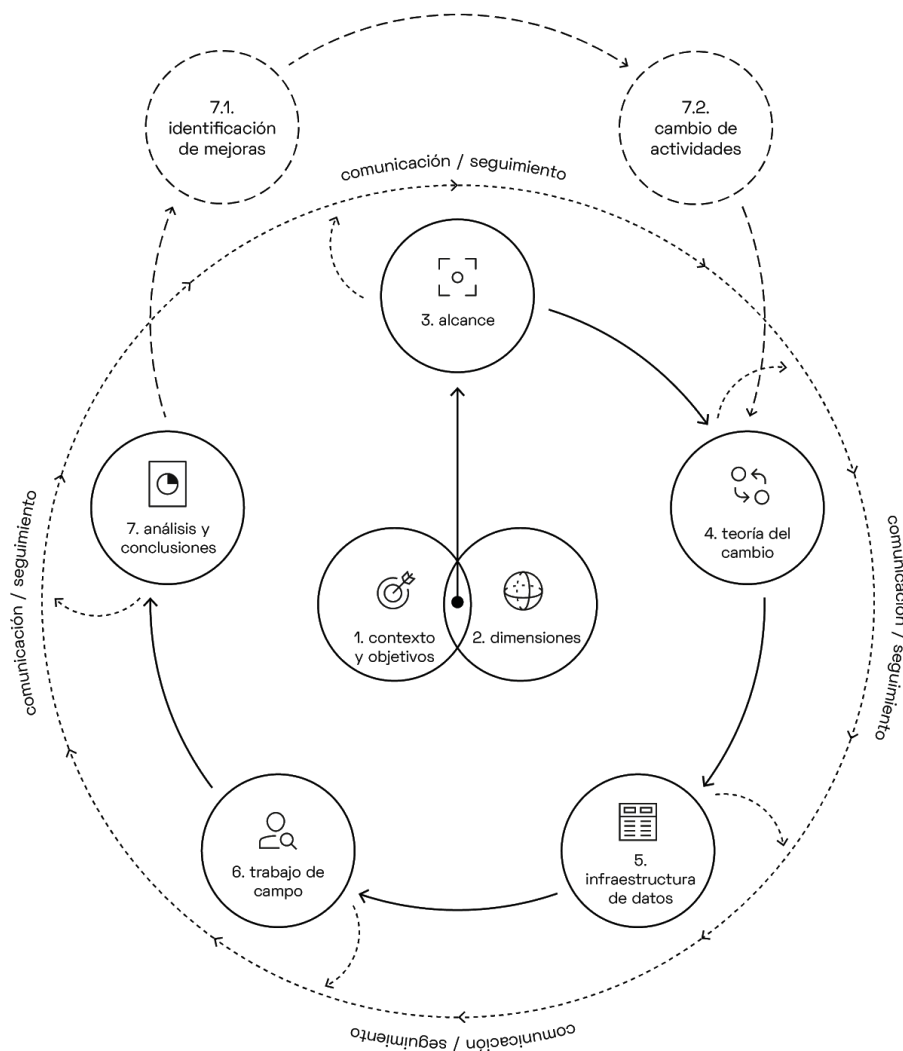 7.1.
identificación
de mejoras
7.2.
cambio de
actividades
comunicación / seguimiento
3. alcance
7. análisis y
conclusiones
4. teoría del
cambio
comunicación / seguimiento
comunicación / seguimiento
1. contexto
y objetivos
2. dimensiones
6. trabajo de
campo
5.
infraestructura
de datos
comunicación / seguimiento